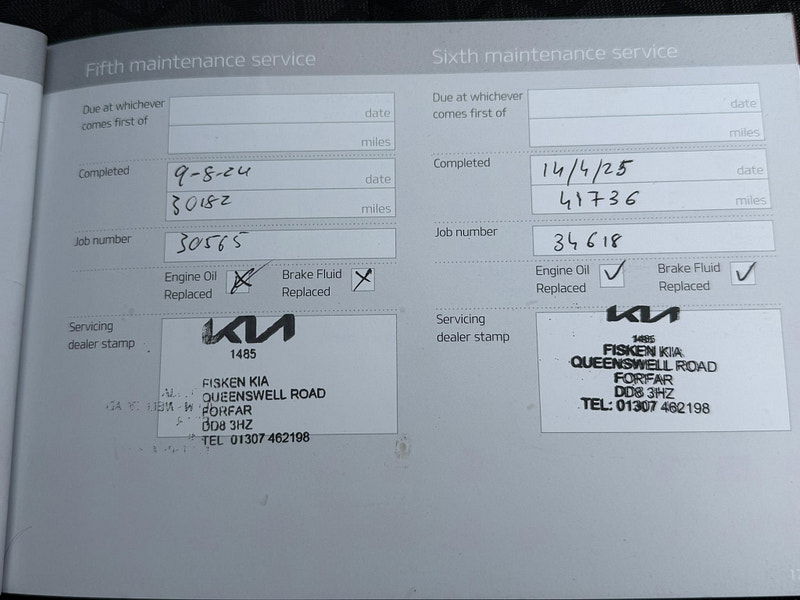 Fifth maintenance service
Due at whichever
comes first of
date
miles
Completed
9-8-24
date
30182
miles
Job number
30565
Engine Oil
Replaced
Brake Fluid
Replaced
Servicing
dealer stamp
KIA
1485
FISKEN KIA
QUEENSWELL ROAD
FORFAR
DD8 3HZ
TEL 01307 462198
Sixth maintenance service
Due at whichever
comes first of
date
miles
Completed
14/4/25
date
41736
miles
Job number
34618
Engine Oil
Replaced
Brake Fluid
Replaced
Servicing
dealer stamp
KIA
1485
FISKEN KIA
QUEENSWELL ROAD
FORFAR
DD8 3HZ
TEL: 01307 462198